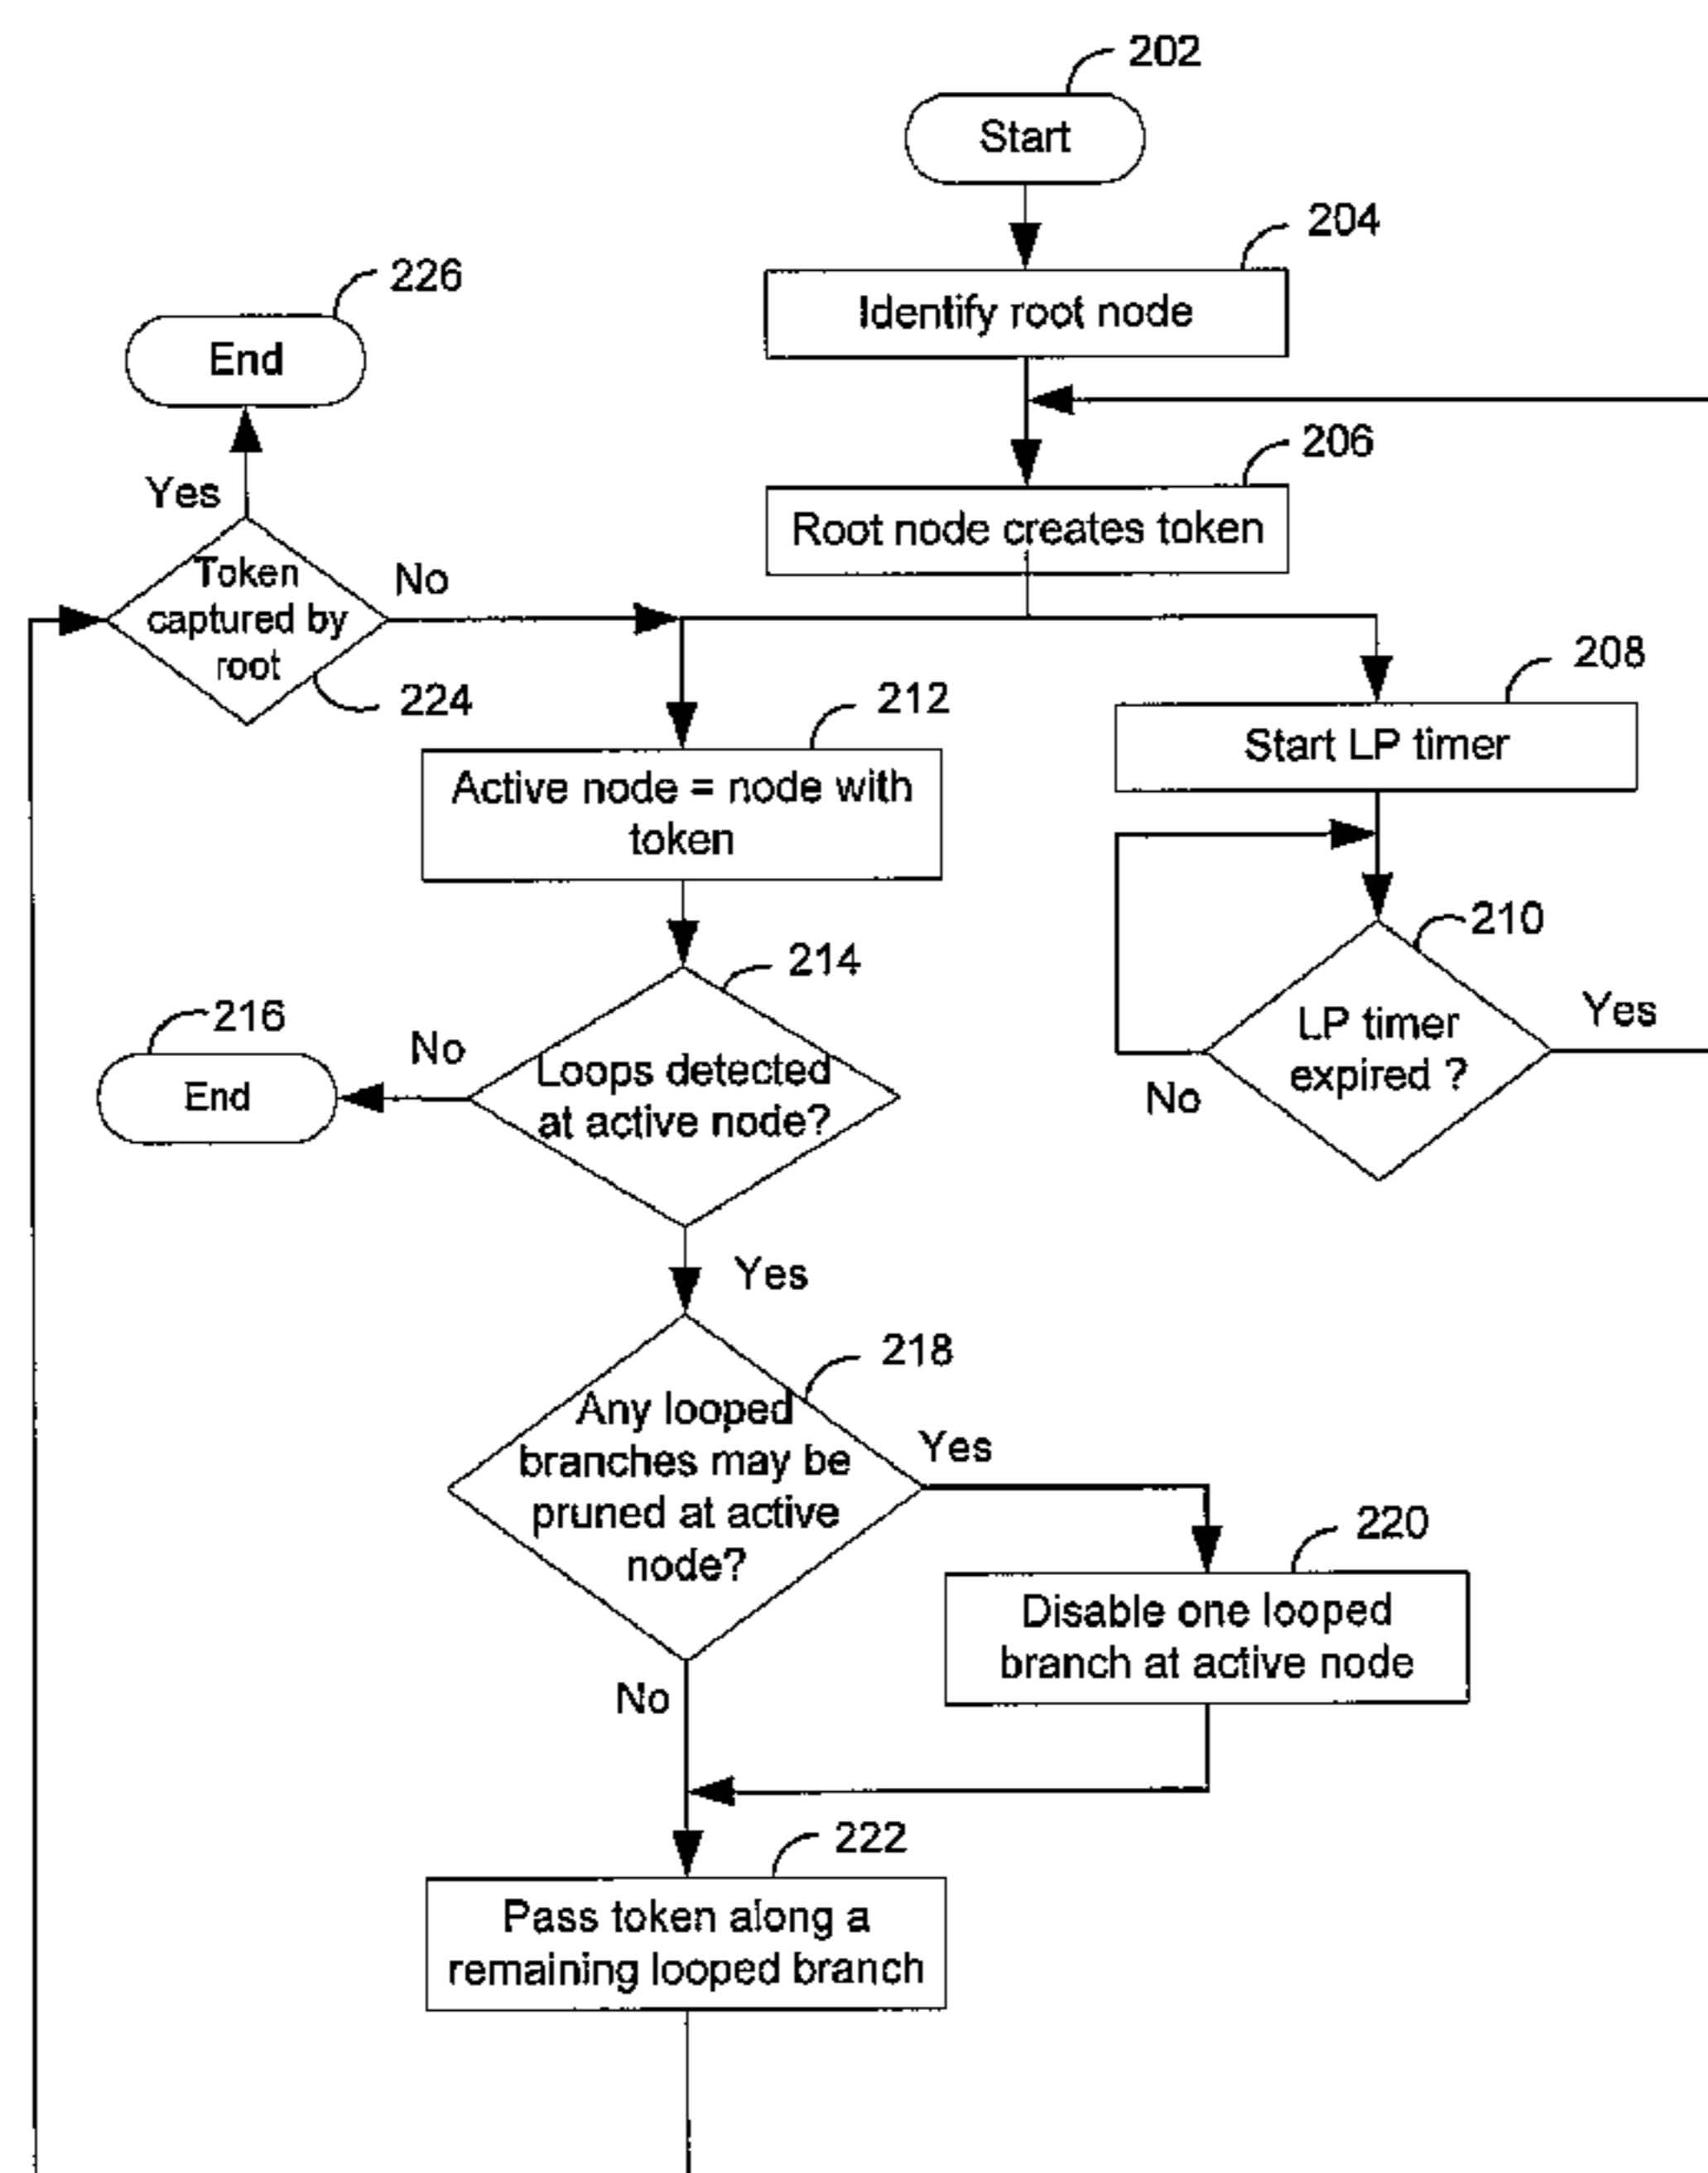 202
Start
204
Identify root node
226
End
206
Root node creates token
Yes
Token
captured by
root
No
224
208
Start LP timer
212
Active node = node with
token
210
LP timer
expired ?
Yes
No
214
Loops detected
at active node?
216
End
No
Yes
218
Any looped
branches may be
pruned at active
node?
Yes
220
Disable one looped
branch at active node
No
222
Pass token along a
remaining looped branch